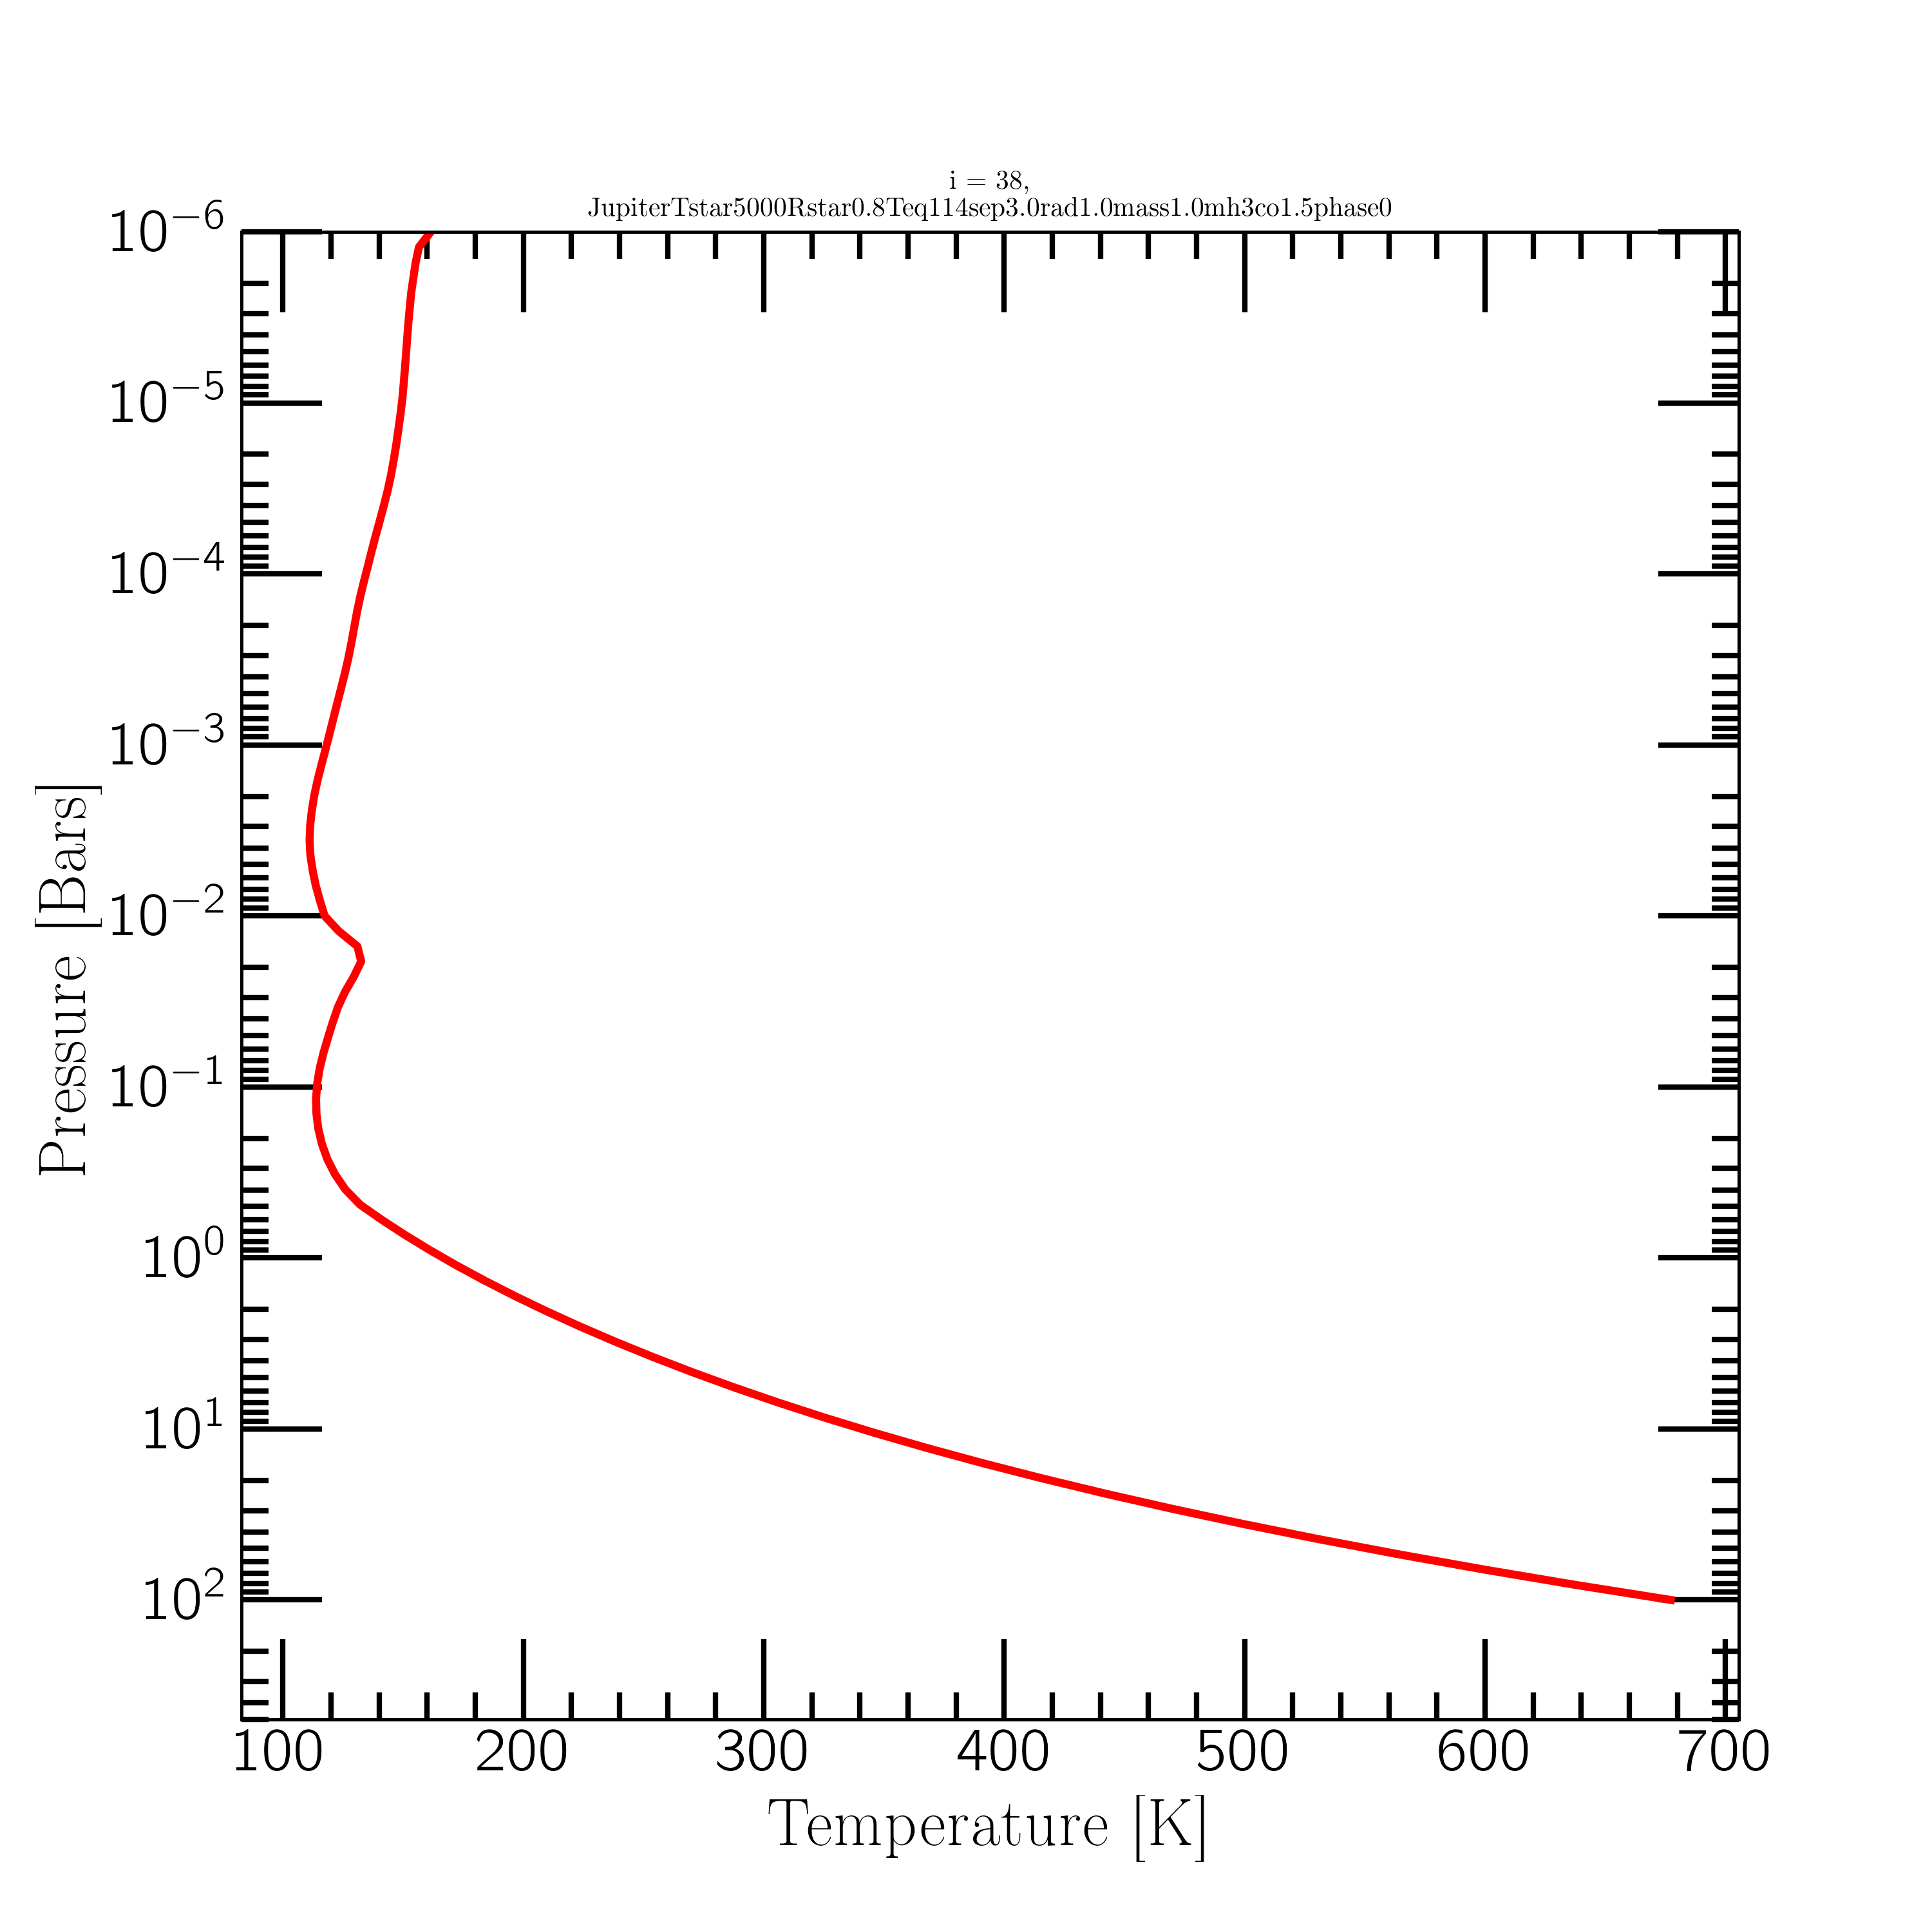 i = 38,
JupiterTstar5000Rstar0.8Teq114sep3.0rad1.0mass1.0mh3co1.5phase0
10⁻⁶
10⁻⁵
10⁻⁴
10⁻³
10⁻²
10⁻¹
10⁰
10¹
10²
Pressure [Bars]
100 200 300 400 500 600 700
Temperature [K]